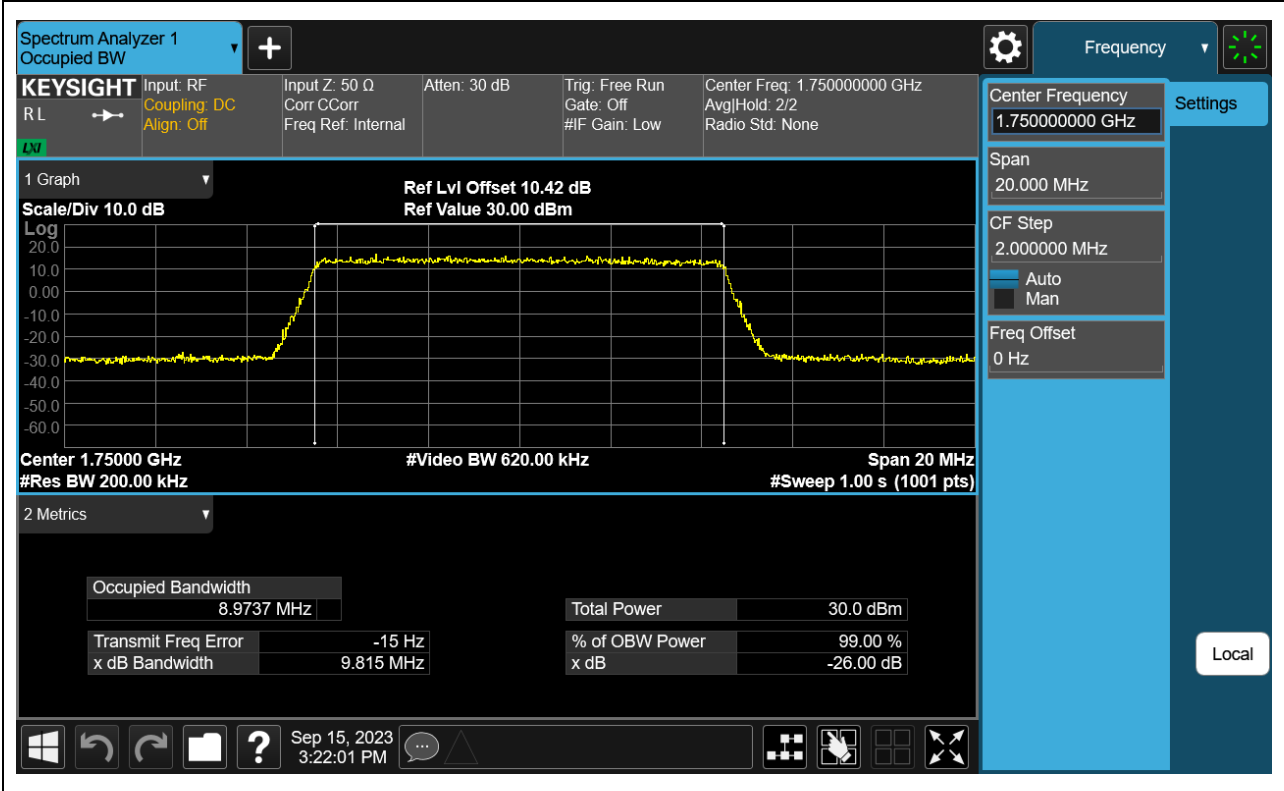 Spectrum Analyzer 1
Occupied BW
Frequency
KEYSIGHT
R L
LXI
Input: RF
Coupling: DC
Align: Off
Input Z: 50 Ω
Corr CCorr
Freq Ref: Internal
Atten: 30 dB
Trig: Free Run
Gate: Off
#IF Gain: Low
Center Freq: 1.750000000 GHz
Avg|Hold: 2/2
Radio Std: None
Center Frequency
1.750000000 GHz
Settings
Span
20.000 MHz
CF Step
2.000000 MHz
Auto
Man
Freq Offset
0 Hz
Local
1 Graph
Ref Lvl Offset 10.42 dB
Scale/Div 10.0 dB
Ref Value 30.00 dBm
Log
20.0
10.0
0.00
-10.0
-20.0
-30.0
-40.0
-50.0
-60.0
Center 1.75000 GHz
#Video BW 620.00 kHz
Span 20 MHz
#Res BW 200.00 kHz
#Sweep 1.00 s (1001 pts)
2 Metrics
Occupied Bandwidth
8.9737 MHz
Total Power 30.0 dBm
Transmit Freq Error -15 Hz
% of OBW Power 99.00 %
x dB Bandwidth 9.815 MHz
x dB -26.00 dB
?
Sep 15, 2023
3:22:01 PM